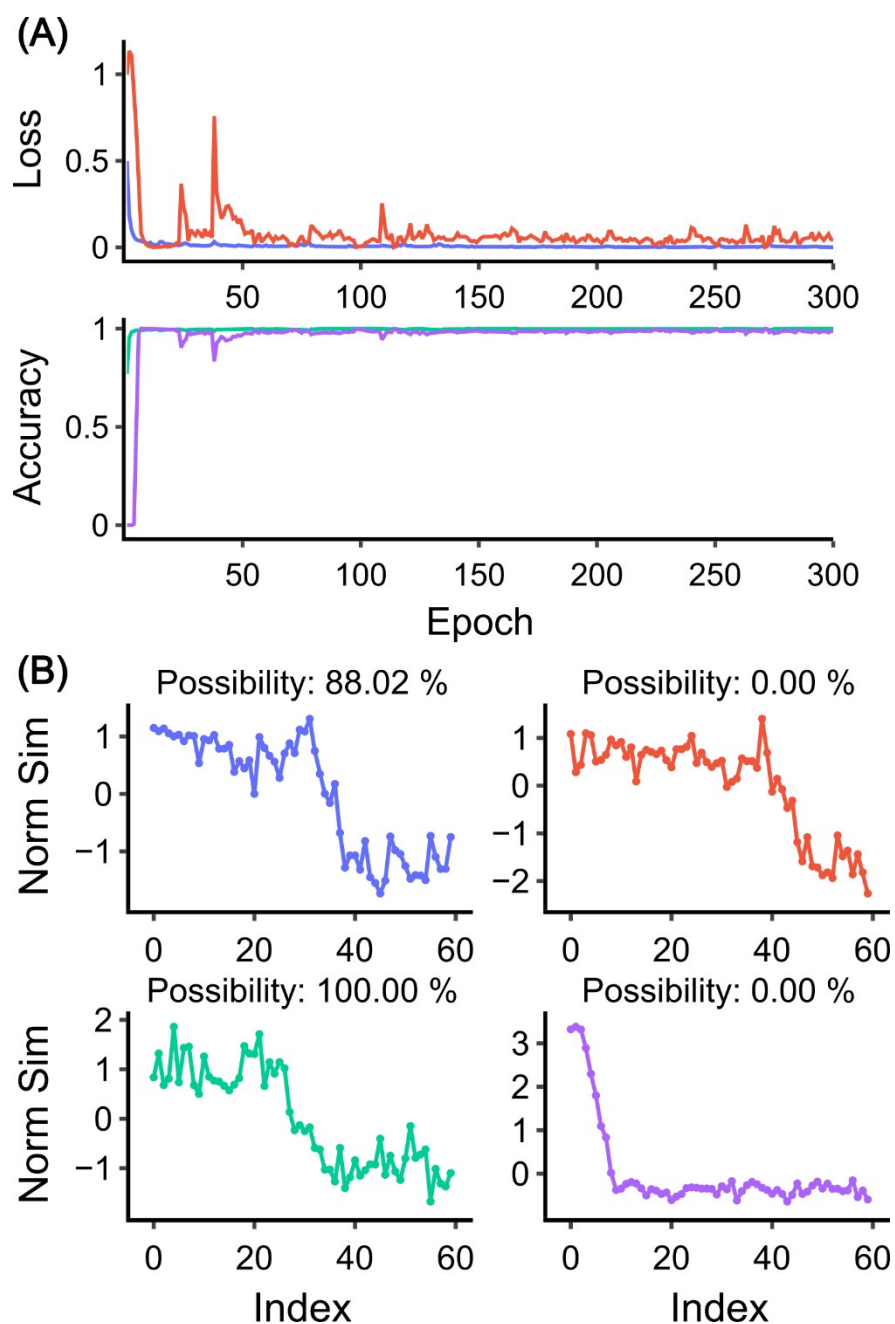 (A)
Loss
1
0.5
0
50 100 150 200 250 300
Accuracy
1
0.5
0
50 100 150 200 250 300
Epoch
(B)
Possibility: 88.02 %
Norm Sim
1
0
−1
0 20 40 60
Possibility: 0.00 %
1
0
−1
−2
0 20 40 60
Possibility: 100.00 %
Norm Sim
2
1
0
−1
0 20 40 60
Index
Possibility: 0.00 %
3
2
1
0
0 20 40 60
Index